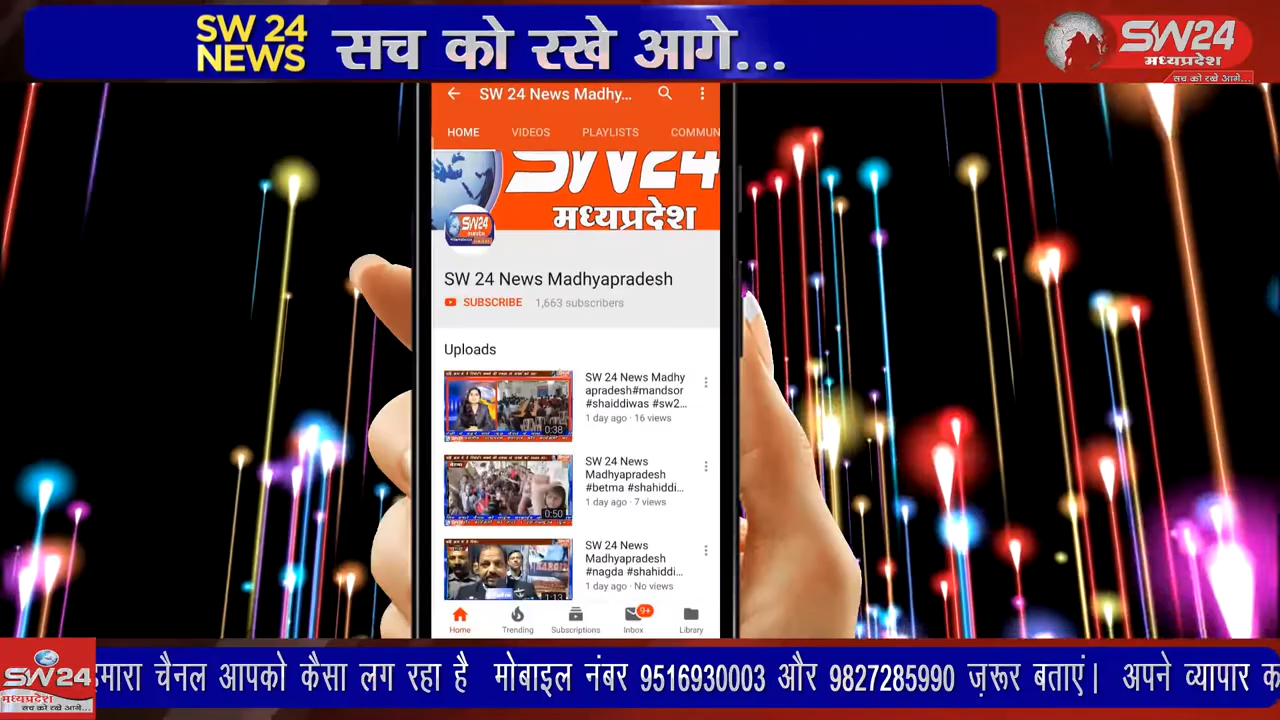 SW 24
NEWS
सच को रखे आगे...
SW24
मध्यप्रदेश
सच को रखे आगे...
SW 24 News Madhy...
HOME VIDEOS PLAYLISTS COMMUN
SW24
मध्यप्रदेश
SW24
SW 24 News Madhyapradesh
SUBSCRIBE 1,663 subscribers
Uploads
SW 24 News Madhy
apradesh#mandsor
#shaiddiwas #sw2...
1 day ago · 16 views
0:38
SW 24 News
Madhyapradesh
#betma #shahiddi...
1 day ago · 7 views
0:50
SW 24 News
Madhyapradesh
#nagda #shahiddi...
1 day ago · No views
1:13
9+
Home Trending Subscriptions Inbox Library
SW24
मध्यप्रदेश
सच को रखे आगे...
हमारा चैनल आपको कैसा लग रहा है मोबाइल नंबर 9516930003 और 9827285990 ज़रूर बताएं। अपने व्यापार क